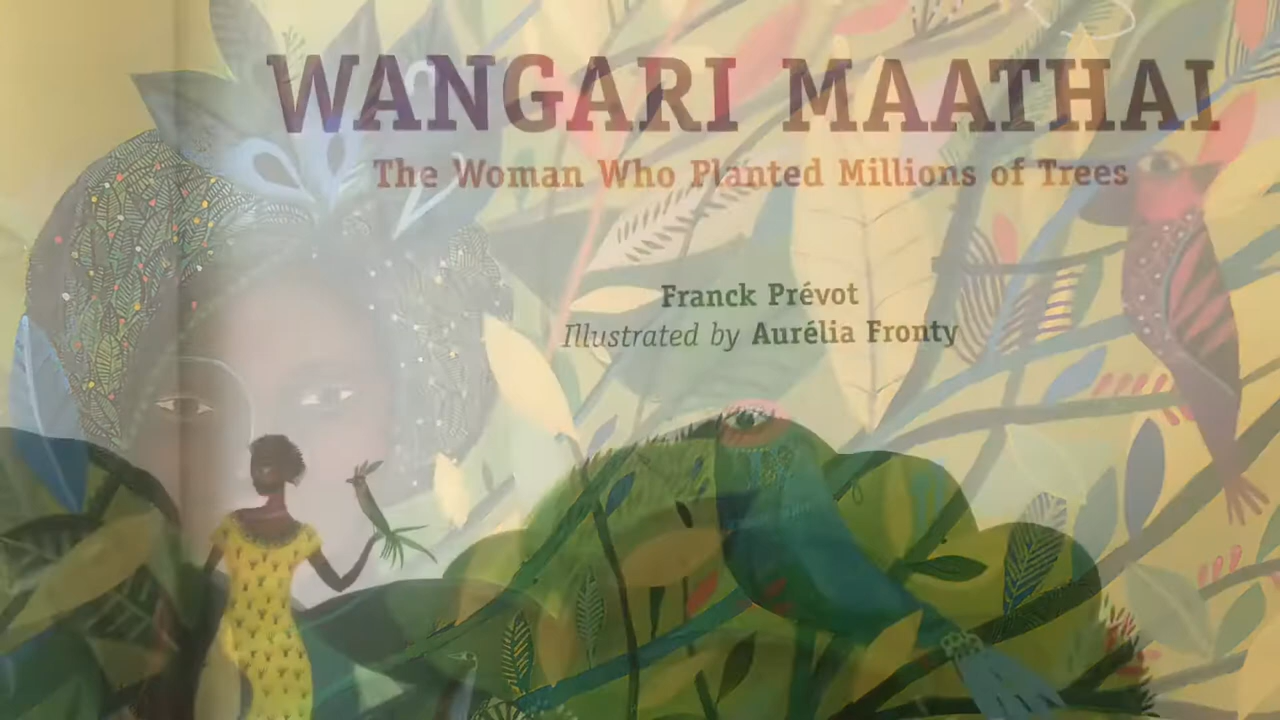 WANGARI MAATHAI
The Woman Who Planted Millions of Trees
Franck Prévot
Illustrated by Aurélia Fronty